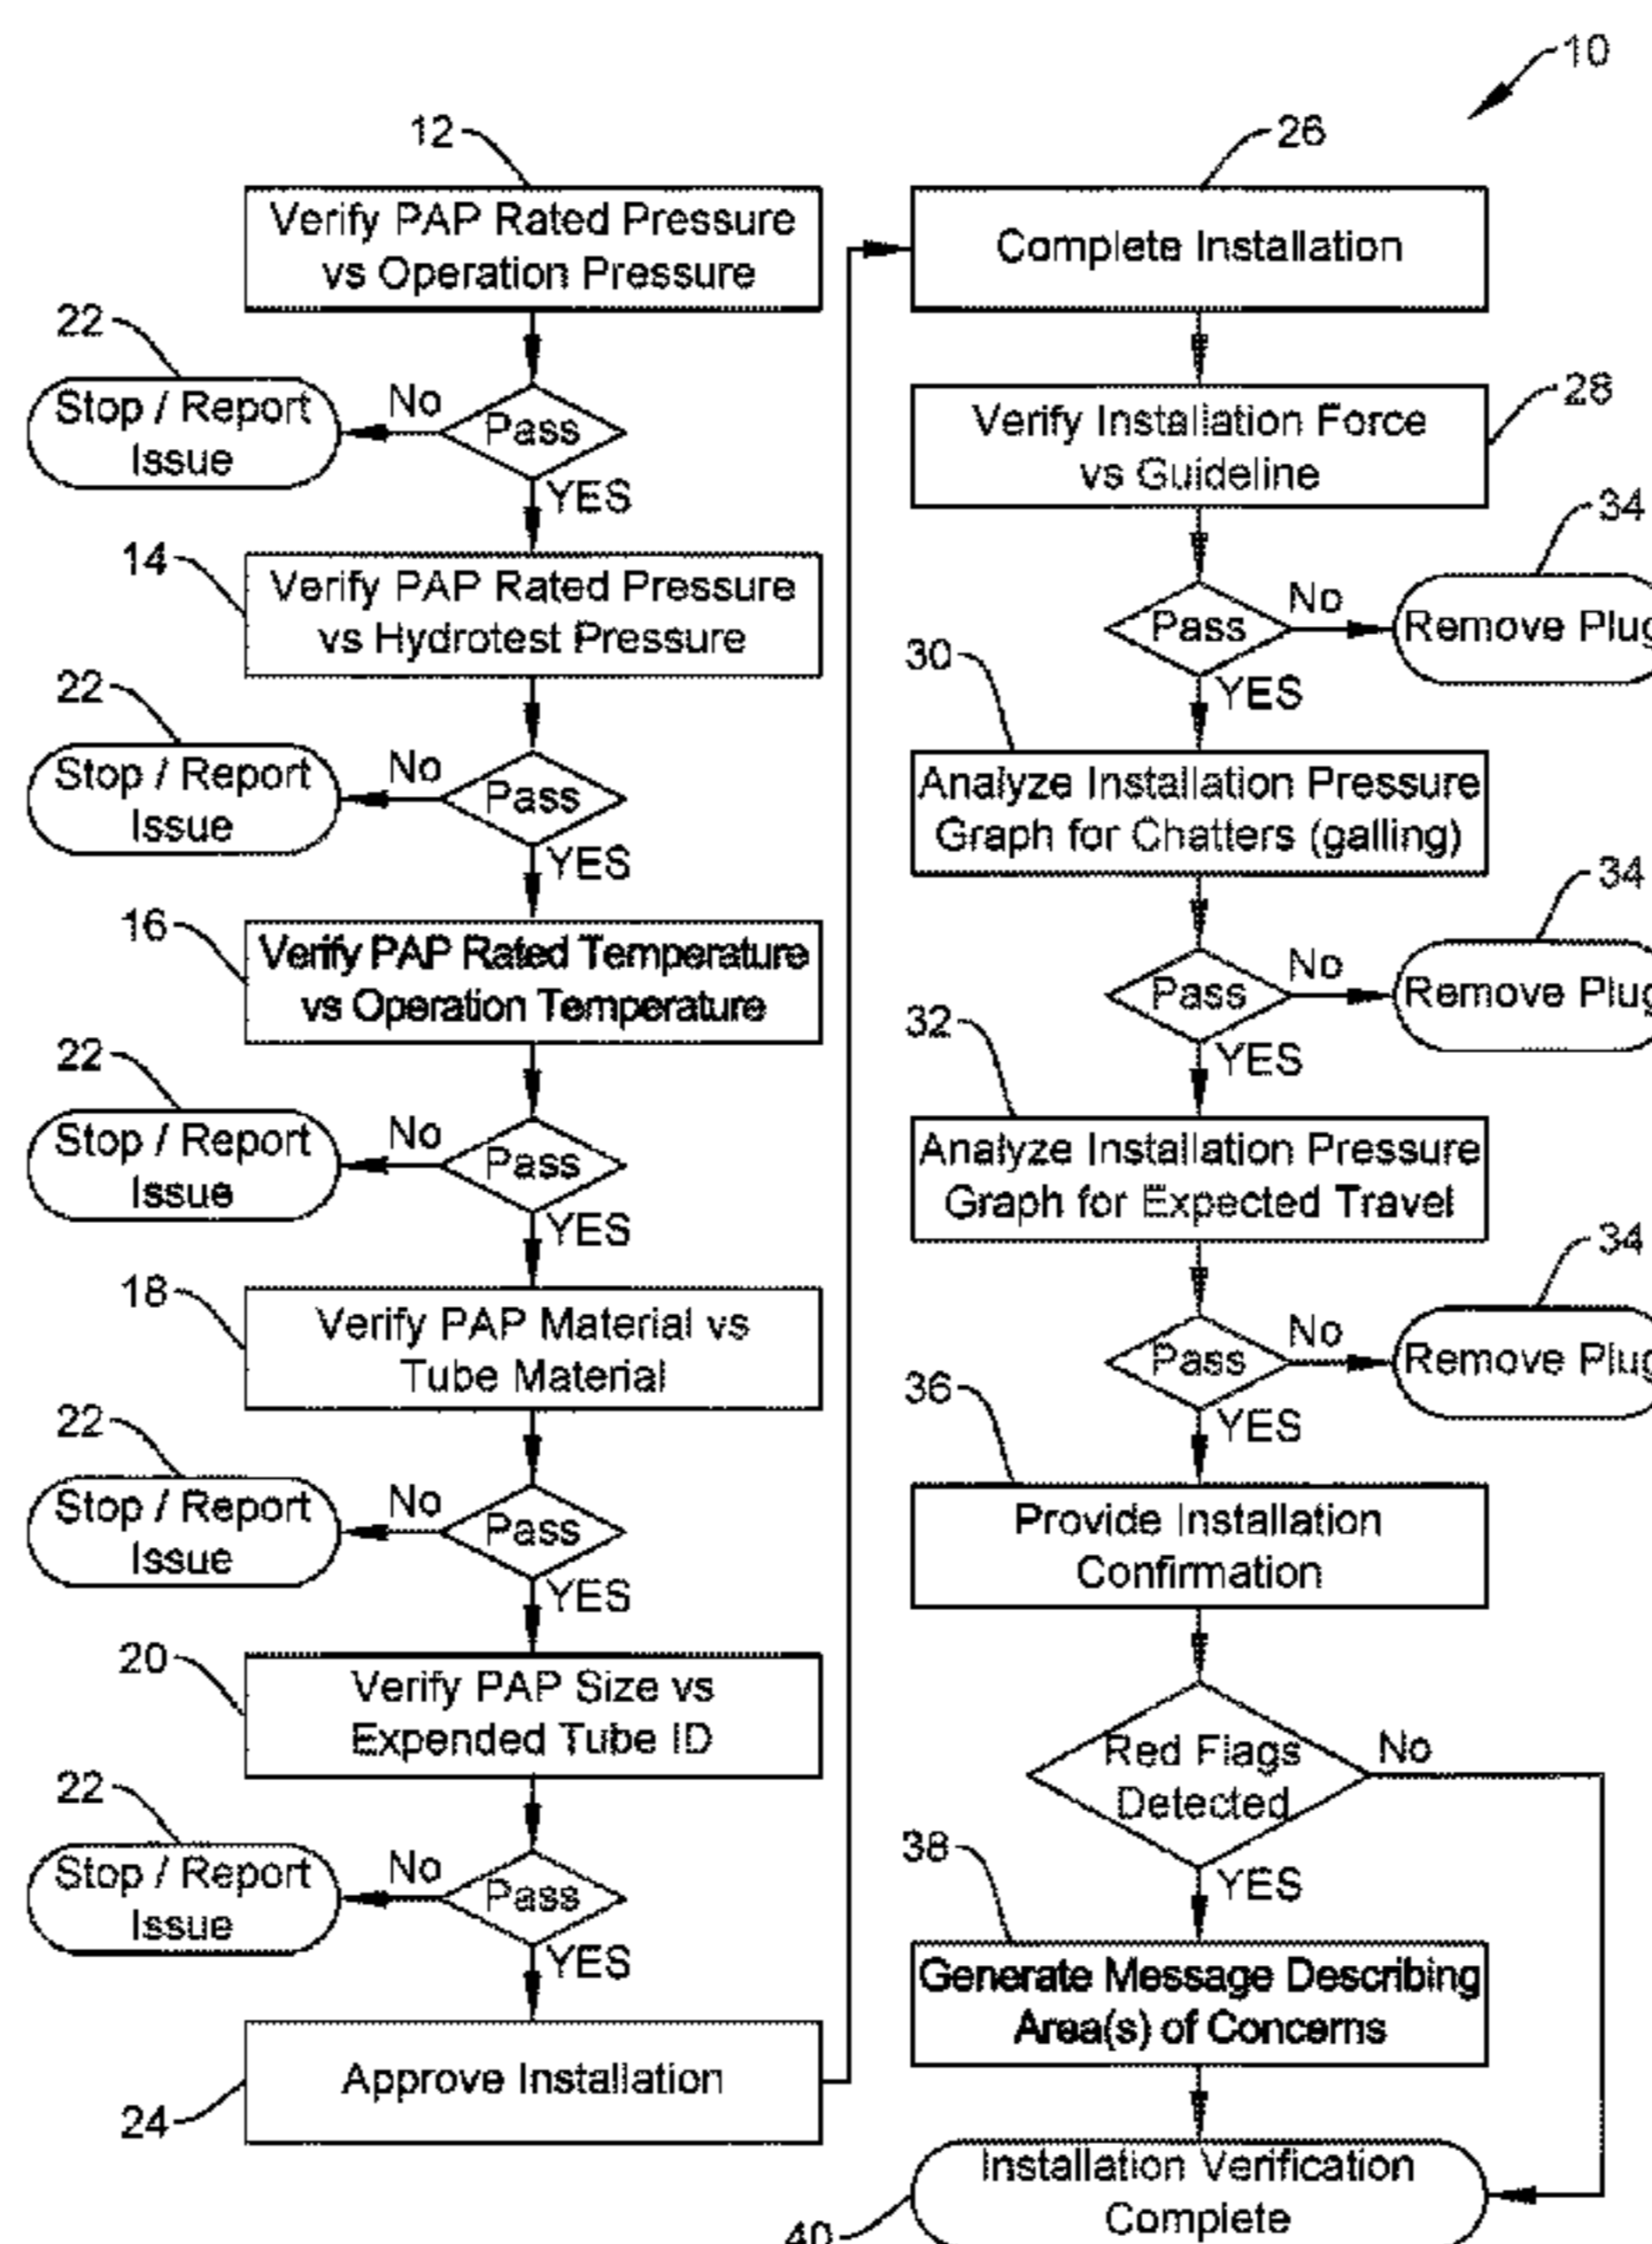 10
12
Verify PAP Rated Pressure
vs Operation Pressure
22
Stop / Report
Issue
No
Pass
YES
14
Verify PAP Rated Pressure
vs Hydrotest Pressure
22
Stop / Report
Issue
No
Pass
YES
16
Verify PAP Rated Temperature
vs Operation Temperature
22
Stop / Report
Issue
No
Pass
YES
18
Verify PAP Material vs
Tube Material
22
Stop / Report
Issue
No
Pass
YES
20
Verify PAP Size vs
Expended Tube ID
22
Stop / Report
Issue
No
Pass
YES
Approve Installation
24
26
Complete Installation
28
Verify Installation Force
vs Guideline
34
Pass
No
Remove Plug
YES
30
Analyze Installation Pressure
Graph for Chatters (galling)
34
Pass
No
Remove Plug
YES
32
Analyze Installation Pressure
Graph for Expected Travel
34
Pass
No
Remove Plug
YES
36
Provide Installation
Confirmation
Red Flags
Detected
No
YES
38
Generate Message Describing
Area(s) of Concerns
Installation Verification
Complete
40